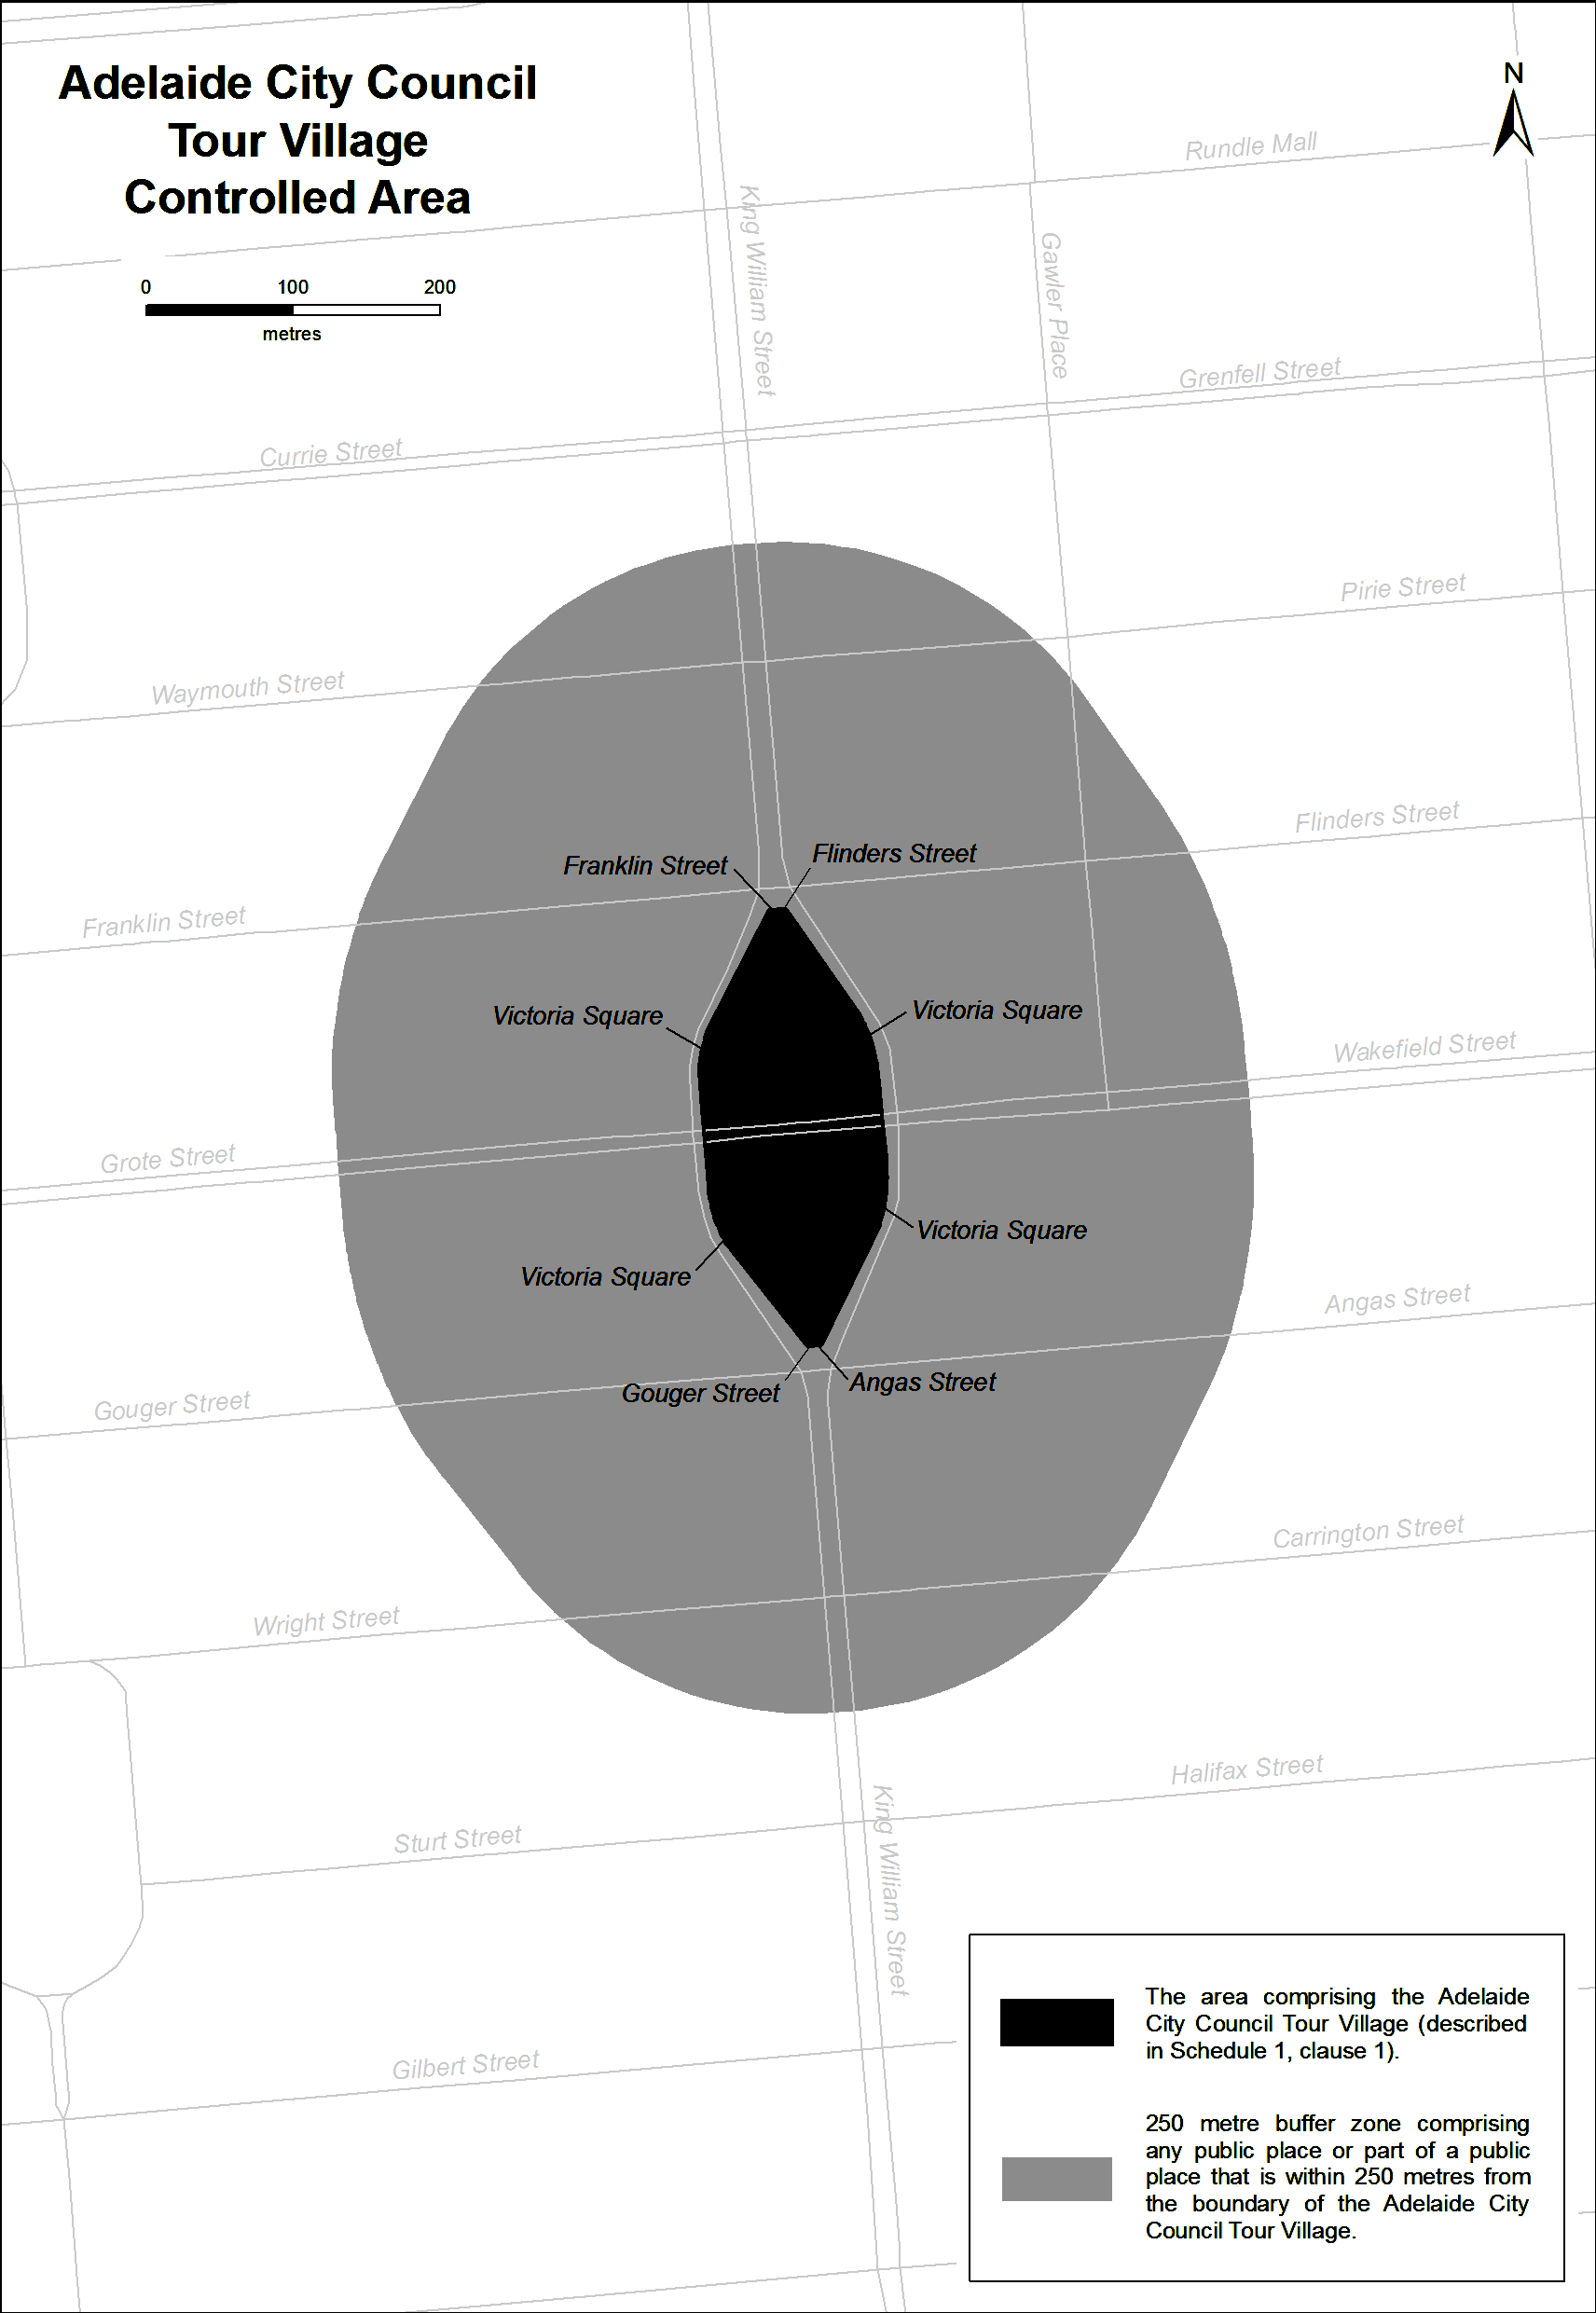 Adelaide City Council
Tour Village
Controlled Area
0 100 200
metres
N
Rundle Mall
King William Street
Gawler Place
Grenfell Street
Currie Street
Pirie Street
Waymouth Street
Flinders Street
Franklin Street
Flinders Street
Franklin Street
Victoria Square
Victoria Square
Wakefield Street
Grote Street
Victoria Square
Victoria Square
Angas Street
Gouger Street
Angas Street
Gouger Street
Carrington Street
Wright Street
Halifax Street
Sturt Street
King William Street
Gilbert Street
The area comprising the Adelaide
City Council Tour Village (described
in Schedule 1, clause 1).
250 metre buffer zone comprising
any public place or part of a public
place that is within 250 metres from
the boundary of the Adelaide City
Council Tour Village.